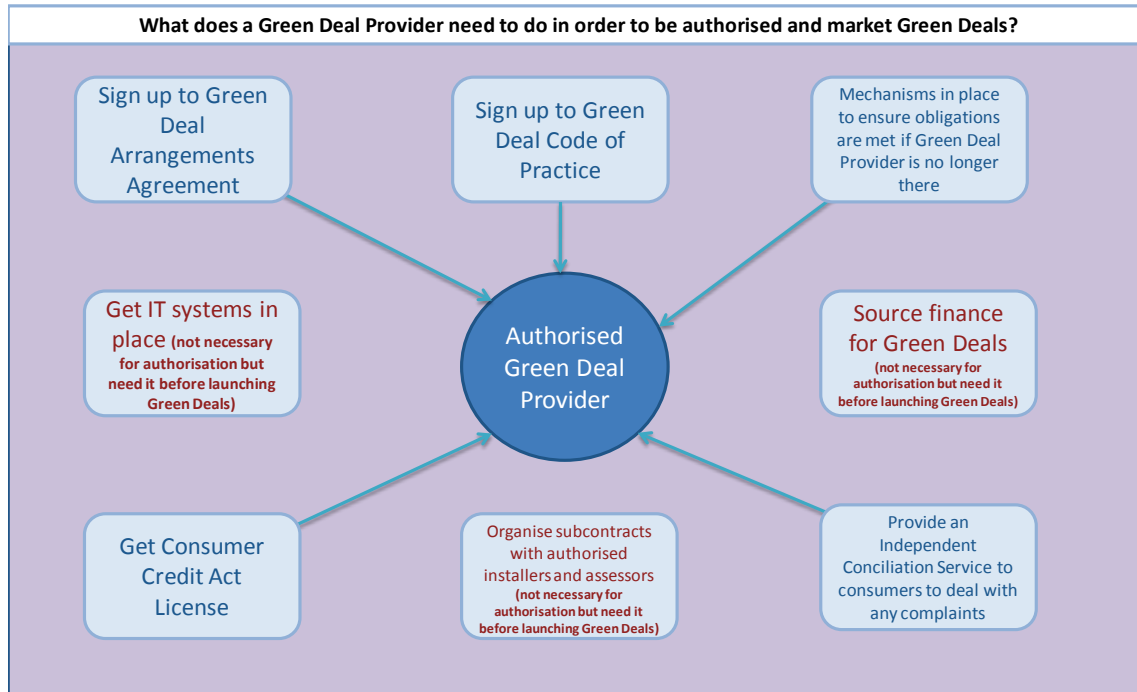 What does a Green Deal Provider need to do in order to be authorised and market Green Deals?
Sign up to Green
Deal
Arrangements
Agreement
Sign up to Green
Deal Code of
Practice
Mechanisms in place
to ensure obligations
are met if Green Deal
Provider is no longer
there
Get IT systems in
place (not necessary
for authorisation but
need it before launching
Green Deals)
Authorised
Green Deal
Provider
Source finance
for Green Deals
(not necessary for
authorisation but need it
before launching Green Deals)
Get Consumer
Credit Act
License
Organise subcontracts
with authorised
installers and assessors
(not necessary for
authorisation but need it
before launching Green Deals)
Provide an
Independent
Conciliation Service to
consumers to deal with
any complaints